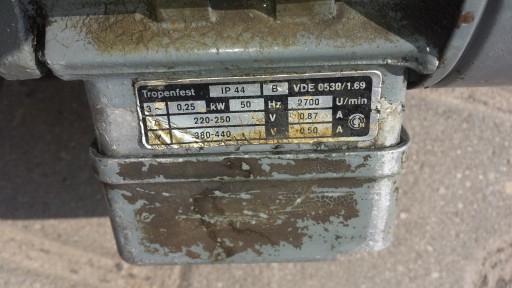 Tropenfest IP 44 B VDE 0530/1.69
3 ~ 0,25 kW 50 Hz 2700 U/min
220-250 V 0.87 A
380-440 V 0.50 A